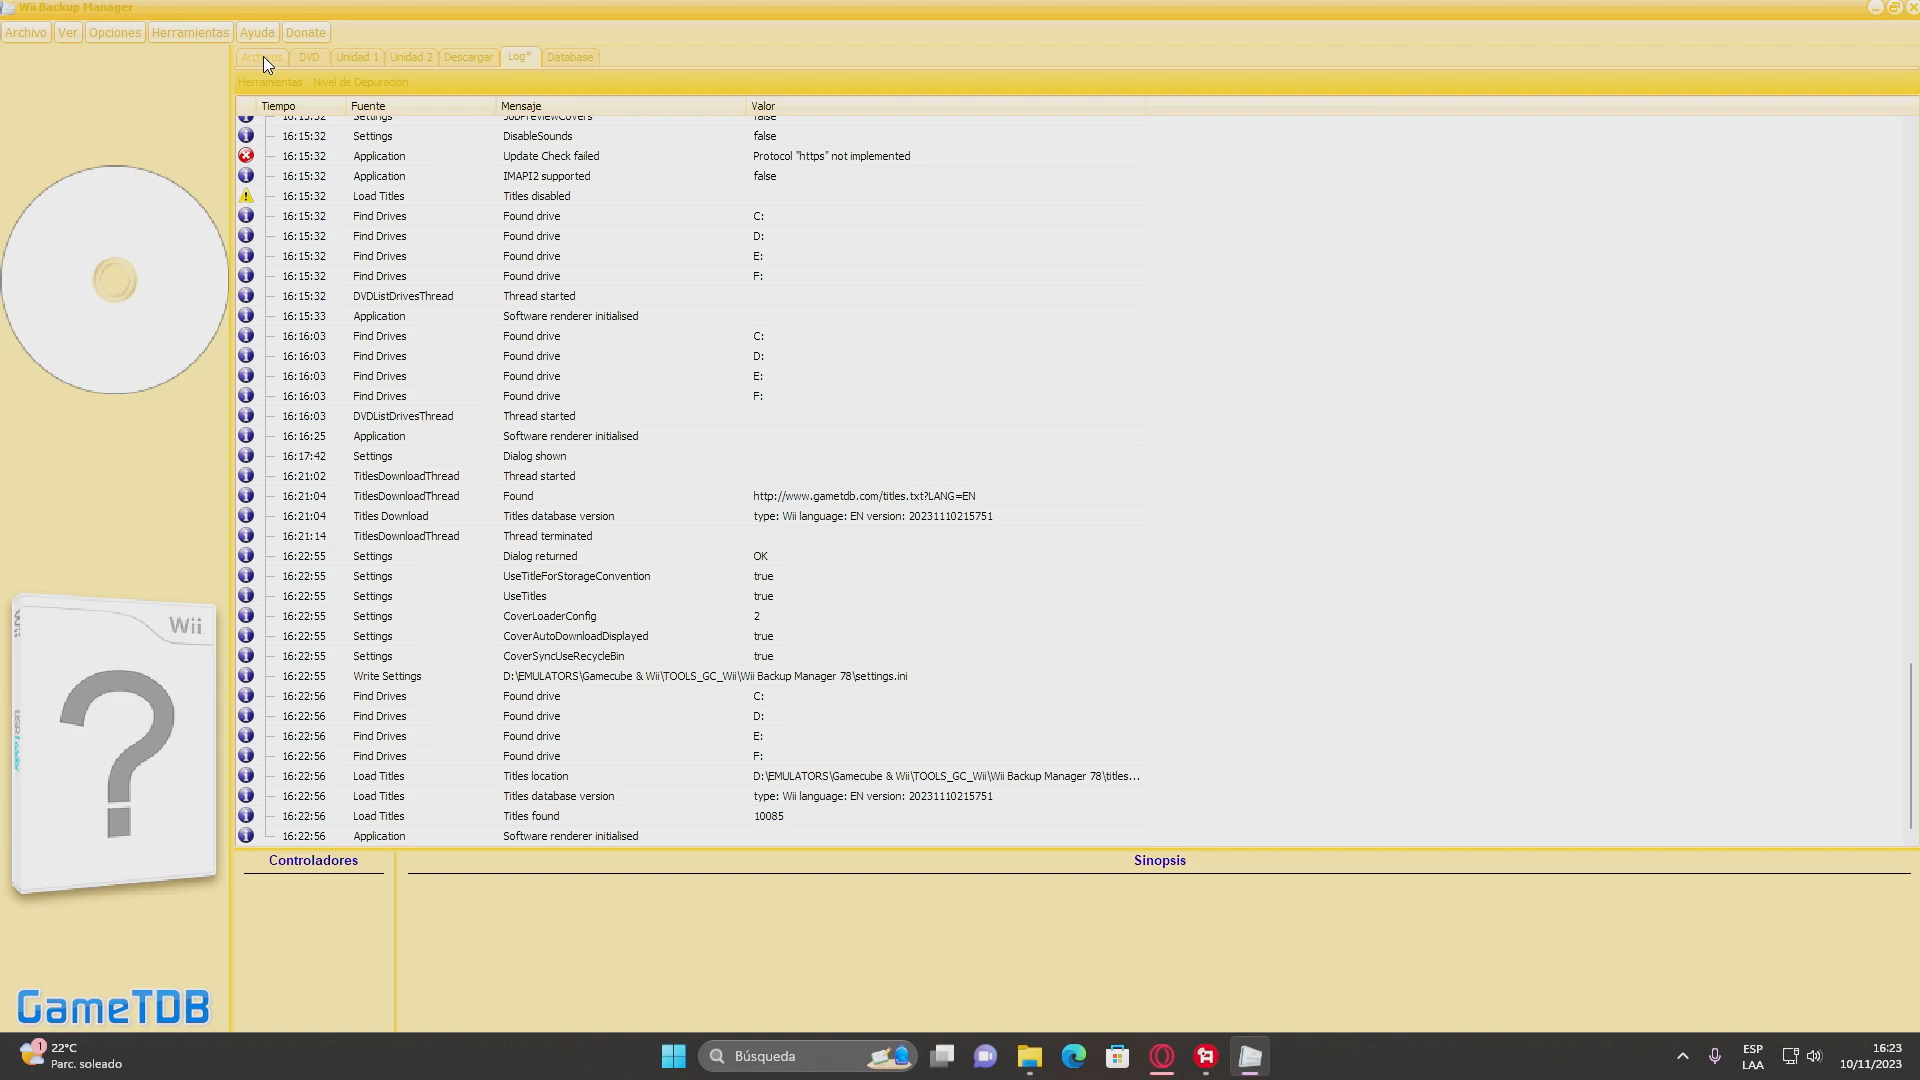 Wii Backup Manager
Archivo Ver Opciones Herramientas Ayuda Donate
DVD Unidad 1 Unidad 2 Descargar Log* Database
Herramientas Nivel de Depuracion
Tiempo Fuente Mensaje Valor
16:15:32 Settings JobPreviewCovers false
16:15:32 Settings DisableSounds false
16:15:32 Application Update Check failed Protocol "https" not implemented
16:15:32 Application IMAPI2 supported false
16:15:32 Load Titles Titles disabled
16:15:32 Find Drives Found drive C:
16:15:32 Find Drives Found drive D:
16:15:32 Find Drives Found drive E:
16:15:32 Find Drives Found drive F:
16:15:32 DVDListDrivesThread Thread started
16:15:33 Application Software renderer initialised
16:16:03 Find Drives Found drive C:
16:16:03 Find Drives Found drive D:
16:16:03 Find Drives Found drive E:
16:16:03 Find Drives Found drive F:
16:16:03 DVDListDrivesThread Thread started
16:16:25 Application Software renderer initialised
16:17:42 Settings Dialog shown
16:21:02 TitlesDownloadThread Thread started
16:21:04 TitlesDownloadThread Found http://www.gametdb.com/titles.txt?LANG=EN
16:21:04 Titles Download Titles database version type: Wii language: EN version: 20231110215751
16:21:14 TitlesDownloadThread Thread terminated
16:22:55 Settings Dialog returned OK
16:22:55 Settings UseTitleForStorageConvention true
16:22:55 Settings UseTitles true
16:22:55 Settings CoverLoaderConfig 2
16:22:55 Settings CoverAutoDownloadDisplayed true
16:22:55 Settings CoverSyncUseRecycleBin true
16:22:55 Write Settings D:\EMULATORS\Gamecube & Wii\TOOLS_GC_Wii\Wii Backup Manager 78\settings.ini
16:22:56 Find Drives Found drive C:
16:22:56 Find Drives Found drive D:
16:22:56 Find Drives Found drive E:
16:22:56 Find Drives Found drive F:
16:22:56 Load Titles Titles location D:\EMULATORS\Gamecube & Wii\TOOLS_GC_Wii\Wii Backup Manager 78\titles...
16:22:56 Load Titles Titles database version type: Wii language: EN version: 20231110215751
16:22:56 Load Titles Titles found 10085
16:22:56 Application Software renderer initialised
Wii
Controladores Sinopsis
GameTDB
1 22°C
Parc. soleado
Búsqueda
ESP
LAA
16:23
10/11/2023